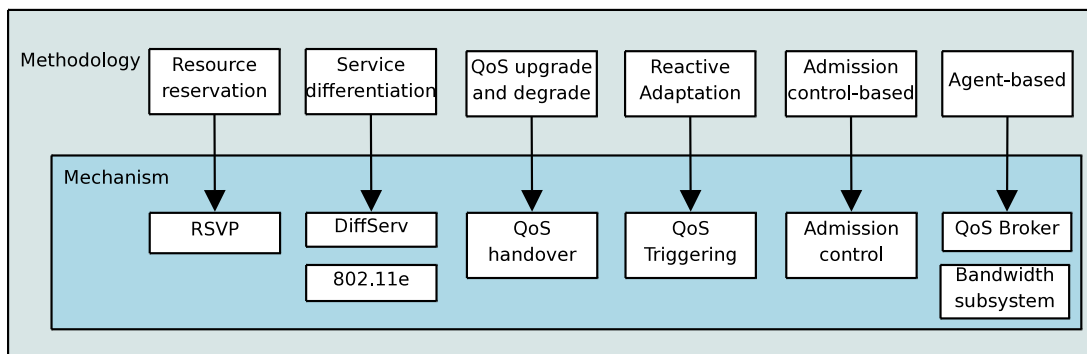 Methodology
Resource
reservation
Service
differentiation
QoS upgrade
and degrade
Reactive
Adaptation
Admission
control-based
Agent-based
Mechanism
RSVP
DiffServ
802.11e
QoS
handover
QoS
Triggering
Admission
control
QoS Broker
Bandwidth
subsystem